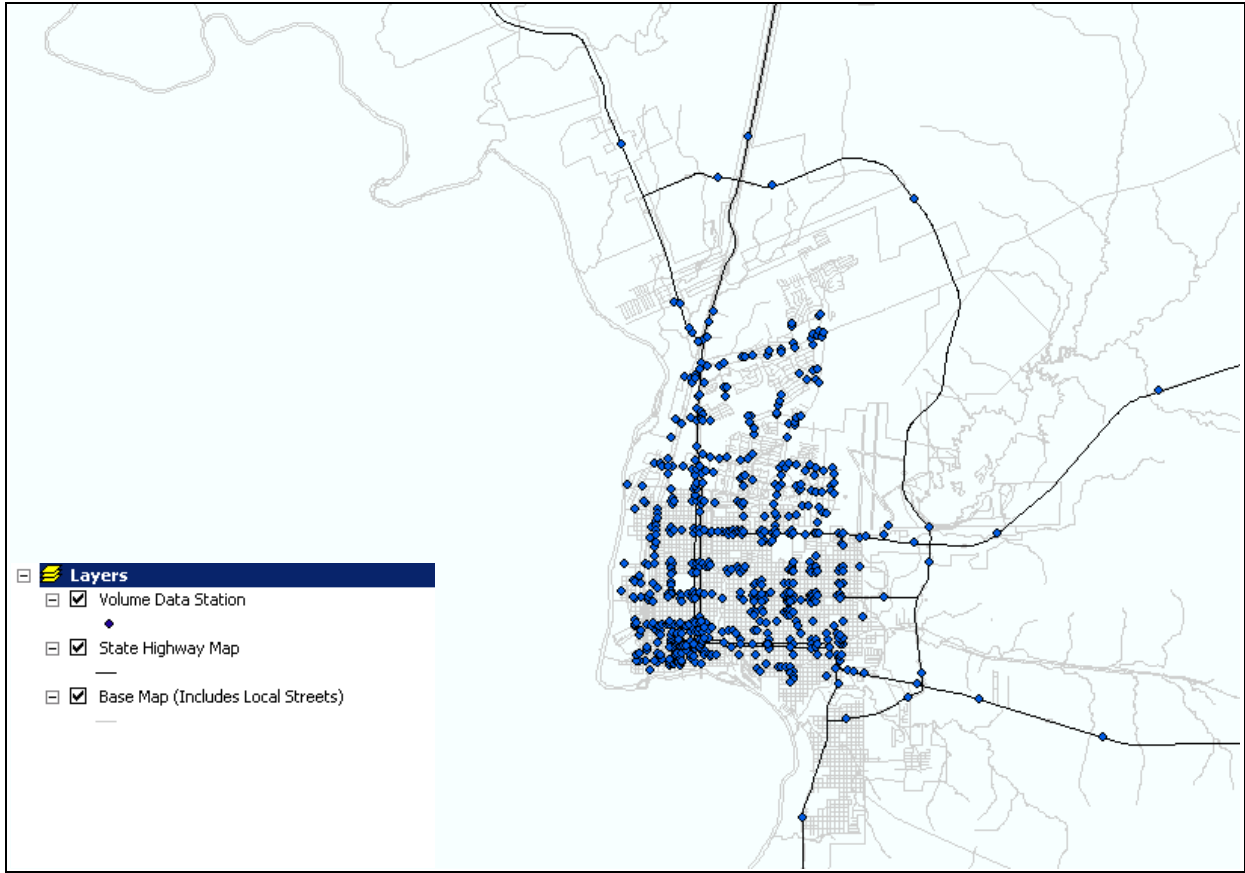 Layers
Volume Data Station
State Highway Map
Base Map (Includes Local Streets)